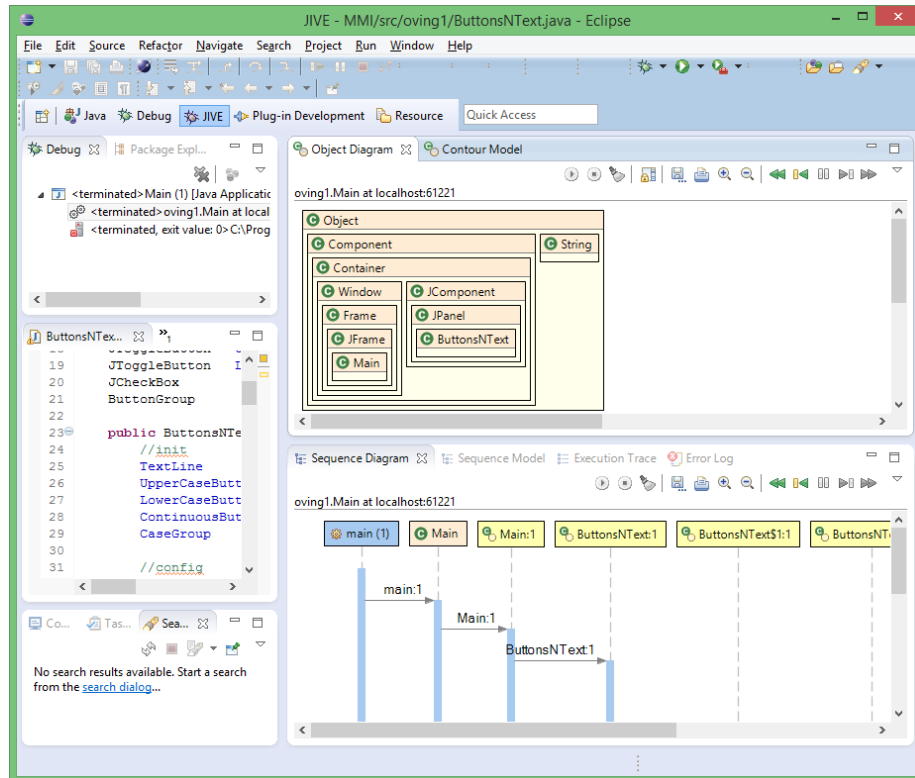 JIVE - MMI/src/oving1/ButtonsNText.java - Eclipse
File Edit Source Refactor Navigate Search Project Run Window Help
Java Debug JIVE Plug-in Development Resource Quick Access
Debug Package Expl...
<terminated>Main (1) [Java Applicatic
<terminated>oving1.Main at local
<terminated, exit value: 0>C:\Prog
Object Diagram Contour Model
oving1.Main at localhost:61221
Object
Component String
Container
Window JComponent
Frame JPanel
JFrame ButtonsNText
Main
ButtonsNTex... »1
19 JToggleButton
20 JCheckBox
21 ButtonGroup
22
23 public ButtonsNTe
24 //init
25 TextLine
26 UpperCaseButt
27 LowerCaseButt
28 ContinuousBut
29 CaseGroup
30
31 //config
Sequence Diagram Sequence Model Execution Trace Error Log
oving1.Main at localhost:61221
main (1) Main Main:1 ButtonsNText:1 ButtonsNText$1:1 ButtonsNT
main:1
Main:1
ButtonsNText:1
Co... Tas... Sea...
No search results available. Start a search
from the search dialog...